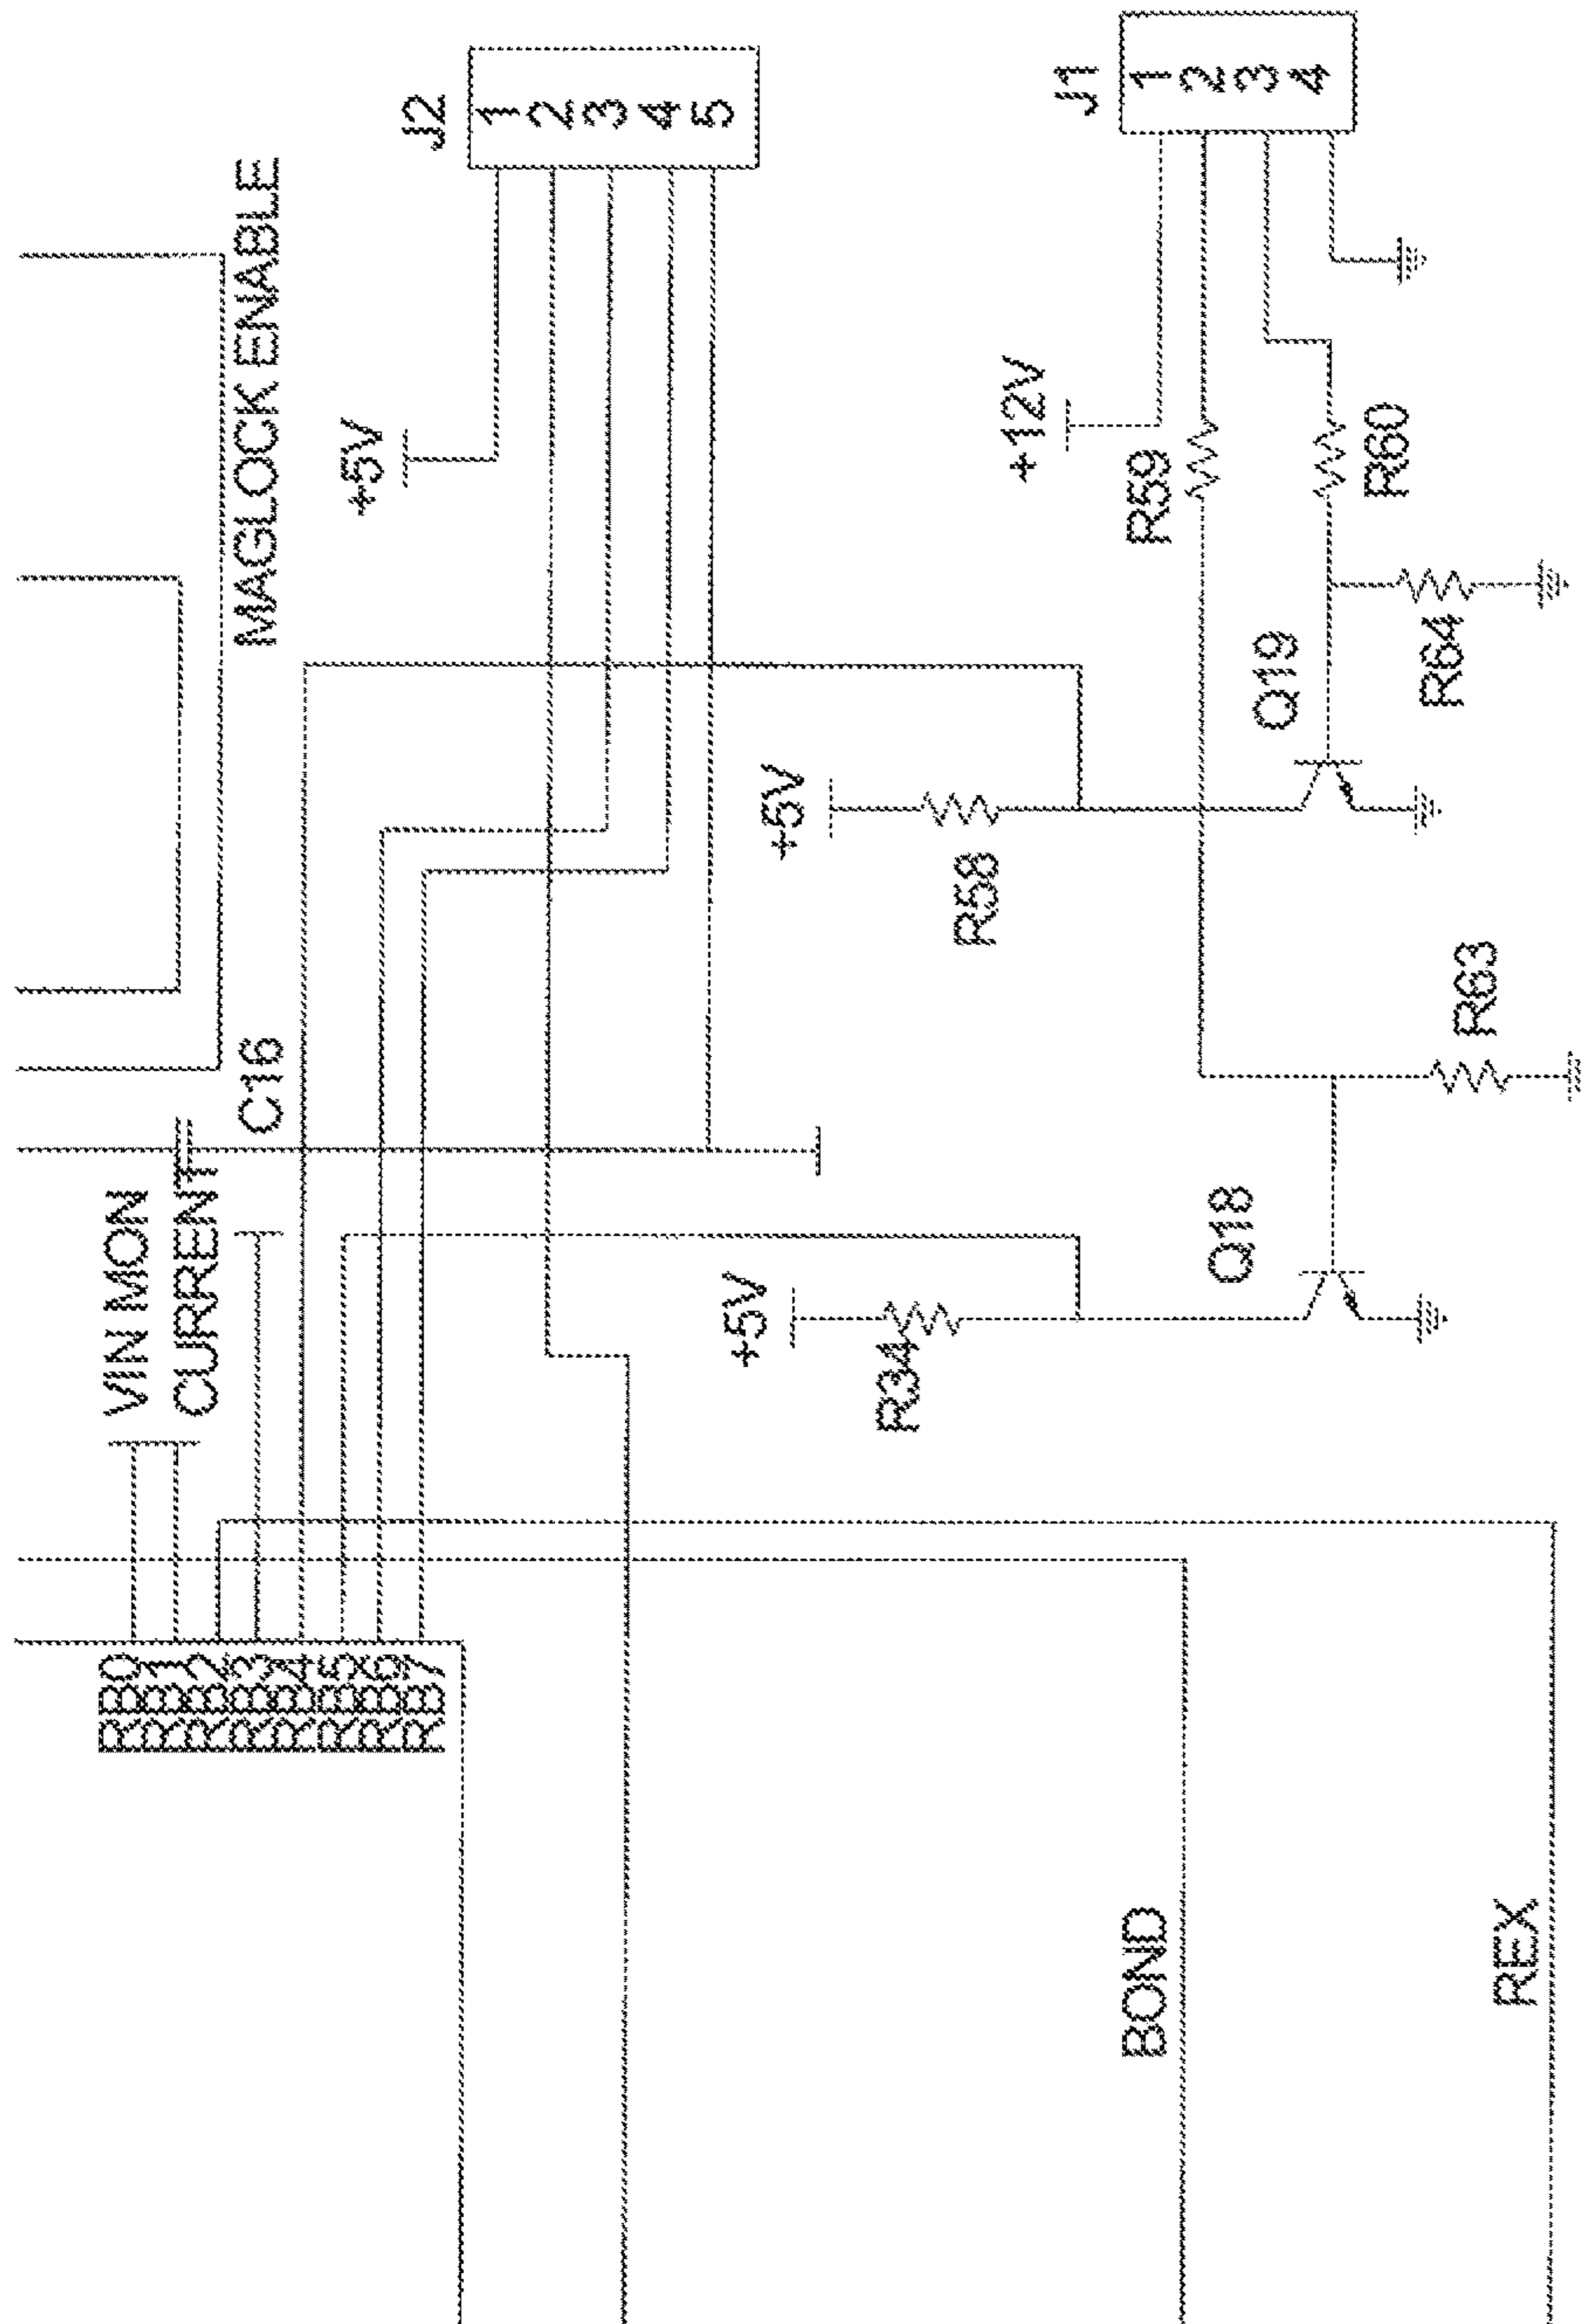 MAGLOCK ENABLE
VIN MON
CURRENT
C16
RB0
RB1
RB2
RB3
RB4
RB5
RB6
RB7
J2
1
2
3
4
5
+5V
+5V
R34
+5V
R58
+12V
J1
1
2
3
4
R59
R60
Q19
R64
Q18
R63
BOND
REX